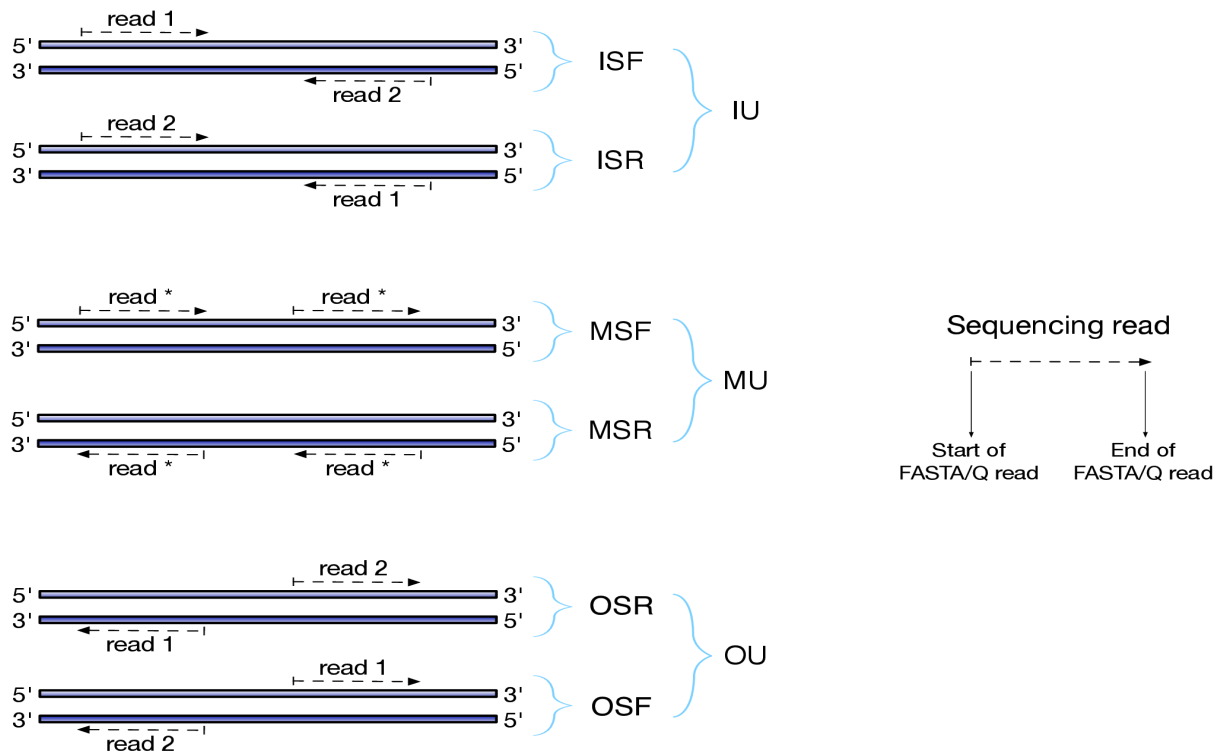 read 1
5' 3'
ISF
3' 5'
read 2
IU
read 2
5' 3'
ISR
3' 5'
read 1
read * read *
5' 3'
MSF
3' 5'
MU
5' 3'
MSR
3' 5'
read * read *
Sequencing read
Start of
FASTA/Q read
End of
FASTA/Q read
read 2
5' 3'
OSR
3' 5'
read 1
OU
read 1
5' 3'
OSF
3' 5'
read 2